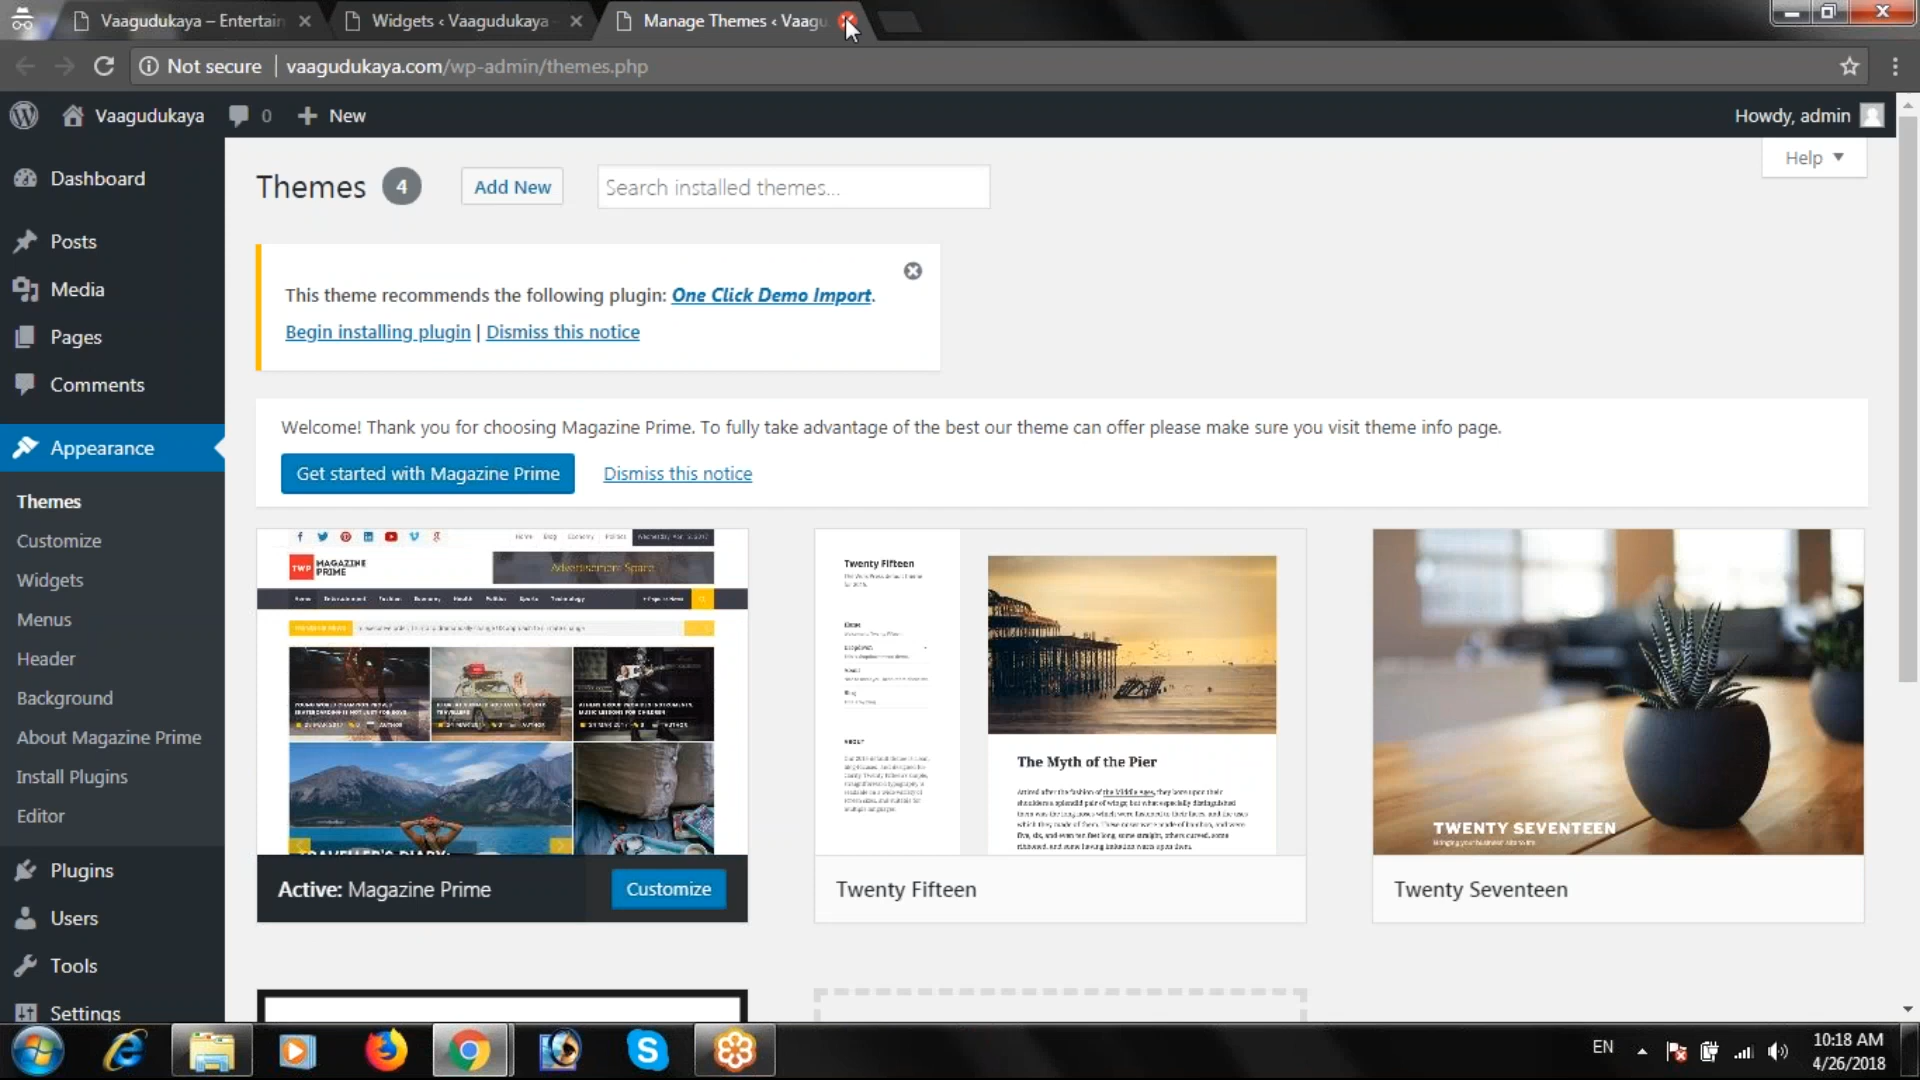 Vaagudukaya – Entertain
Widgets ‹ Vaagudukaya
Manage Themes ‹ Vaagu
Not secure
vaagudukaya.com/wp-admin/themes.php
Vaagudukaya
0
New
Howdy, admin
Help
Dashboard
Posts
Media
Pages
Comments
Appearance
Themes
Customize
Widgets
Menus
Header
Background
About Magazine Prime
Install Plugins
Editor
Plugins
Users
Tools
Settings
Themes 4
Add New
Search installed themes...
This theme recommends the following plugin: One Click Demo Import.
Begin installing plugin | Dismiss this notice
Welcome! Thank you for choosing Magazine Prime. To fully take advantage of the best our theme can offer please make sure you visit theme info page.
Get started with Magazine Prime
Dismiss this notice
TWP MAGAZINE
PRIME
Advertisement Space
Active: Magazine Prime
Customize
Twenty Fifteen
The Myth of the Pier
Twenty Fifteen
TWENTY SEVENTEEN
Twenty Seventeen
EN
10:18 AM
4/26/2018